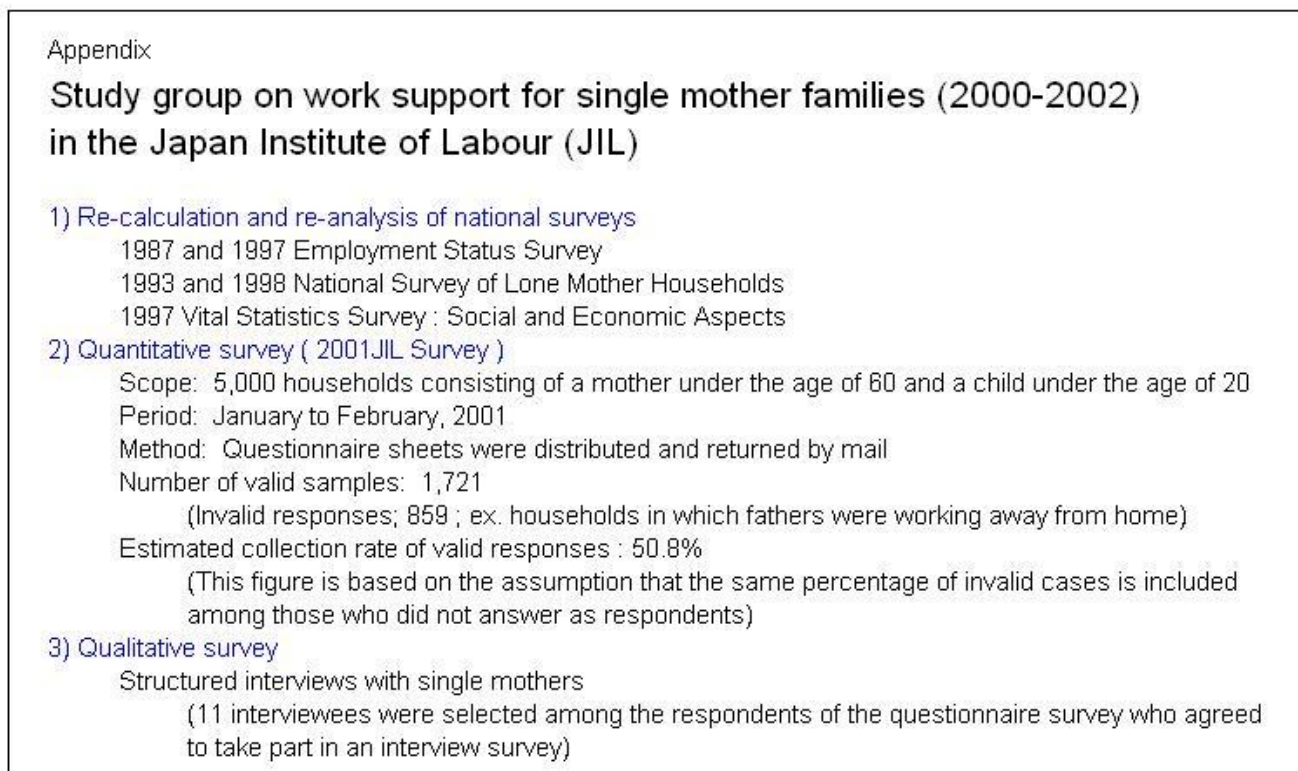 Appendix
Study group on work support for single mother families (2000-2002)
in the Japan Institute of Labour (JIL)
1) Re-calculation and re-analysis of national surveys
1987 and 1997 Employment Status Survey
1993 and 1998 National Survey of Lone Mother Households
1997 Vital Statistics Survey : Social and Economic Aspects
2) Quantitative survey ( 2001JIL Survey )
Scope:  5,000 households consisting of a mother under the age of 60 and a child under the age of 20
Period:  January to February, 2001
Method:  Questionnaire sheets were distributed and returned by mail
Number of valid samples:  1,721
(Invalid responses; 859 ; ex. households in which fathers were working away from home)
Estimated collection rate of valid responses : 50.8%
(This figure is based on the assumption that the same percentage of invalid cases is included
among those who did not answer as respondents)
3) Qualitative survey
Structured interviews with single mothers
(11 interviewees were selected among the respondents of the questionnaire survey who agreed
to take part in an interview survey)